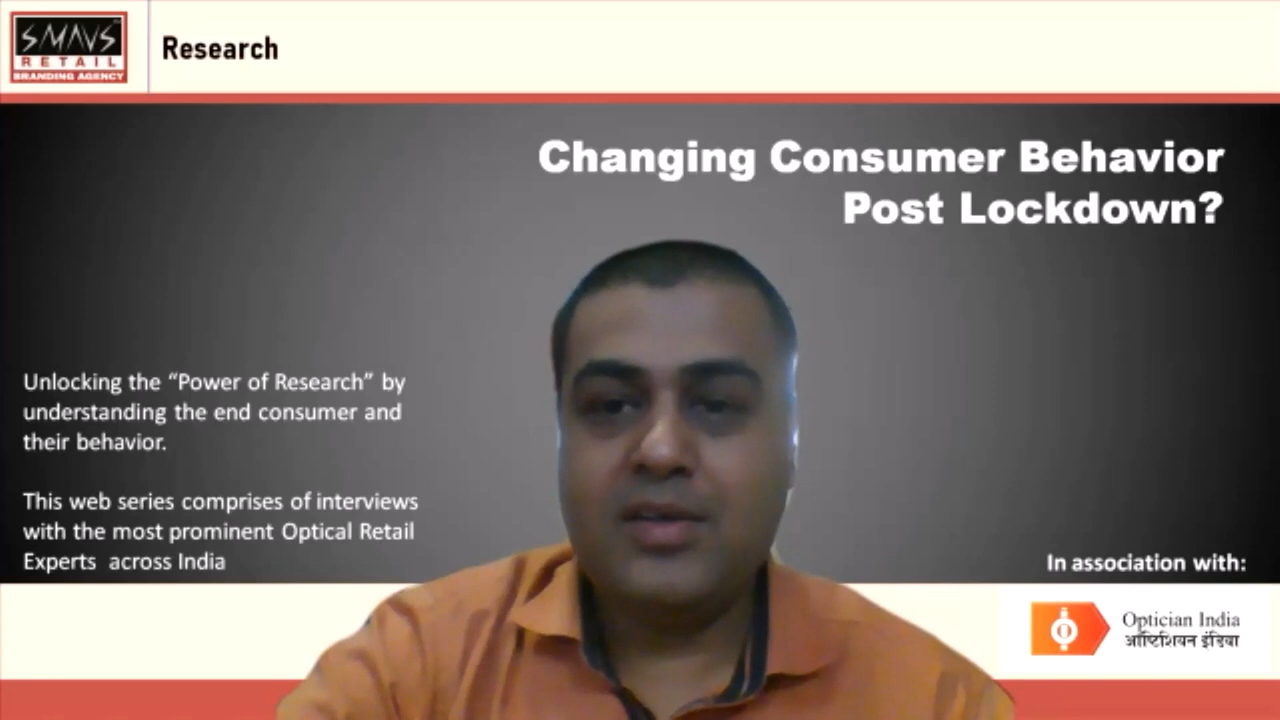 SMAVS
RETAIL
BRANDING AGENCY
Research
Changing Consumer Behavior
Post Lockdown?
Unlocking the “Power of Research” by
understanding the end consumer and
their behavior.
This web series comprises of interviews
with the most prominent Optical Retail
Experts across India
In association with:
Optician India
ऑप्टिशियन इंडिया